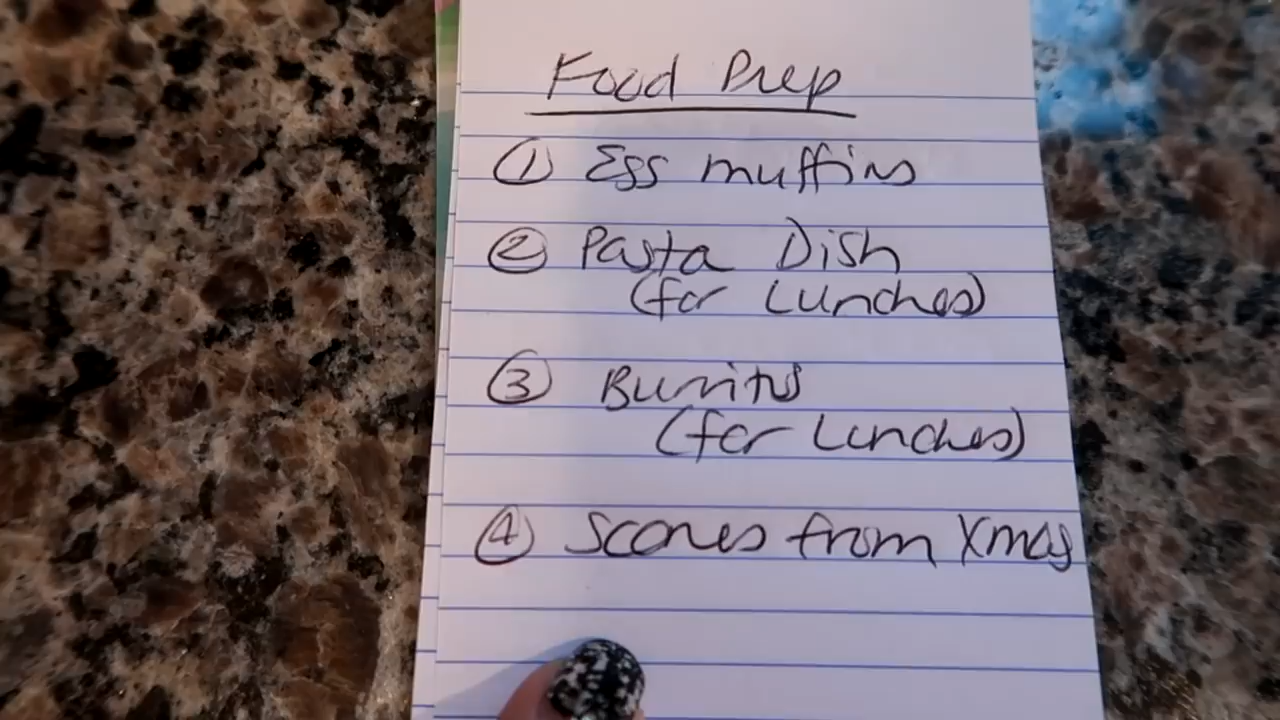 Food Prep
① Egg muffins
② Pasta Dish
(for Lunches)
③ Burritos
(for Lunches)
④ Scones from Xmas